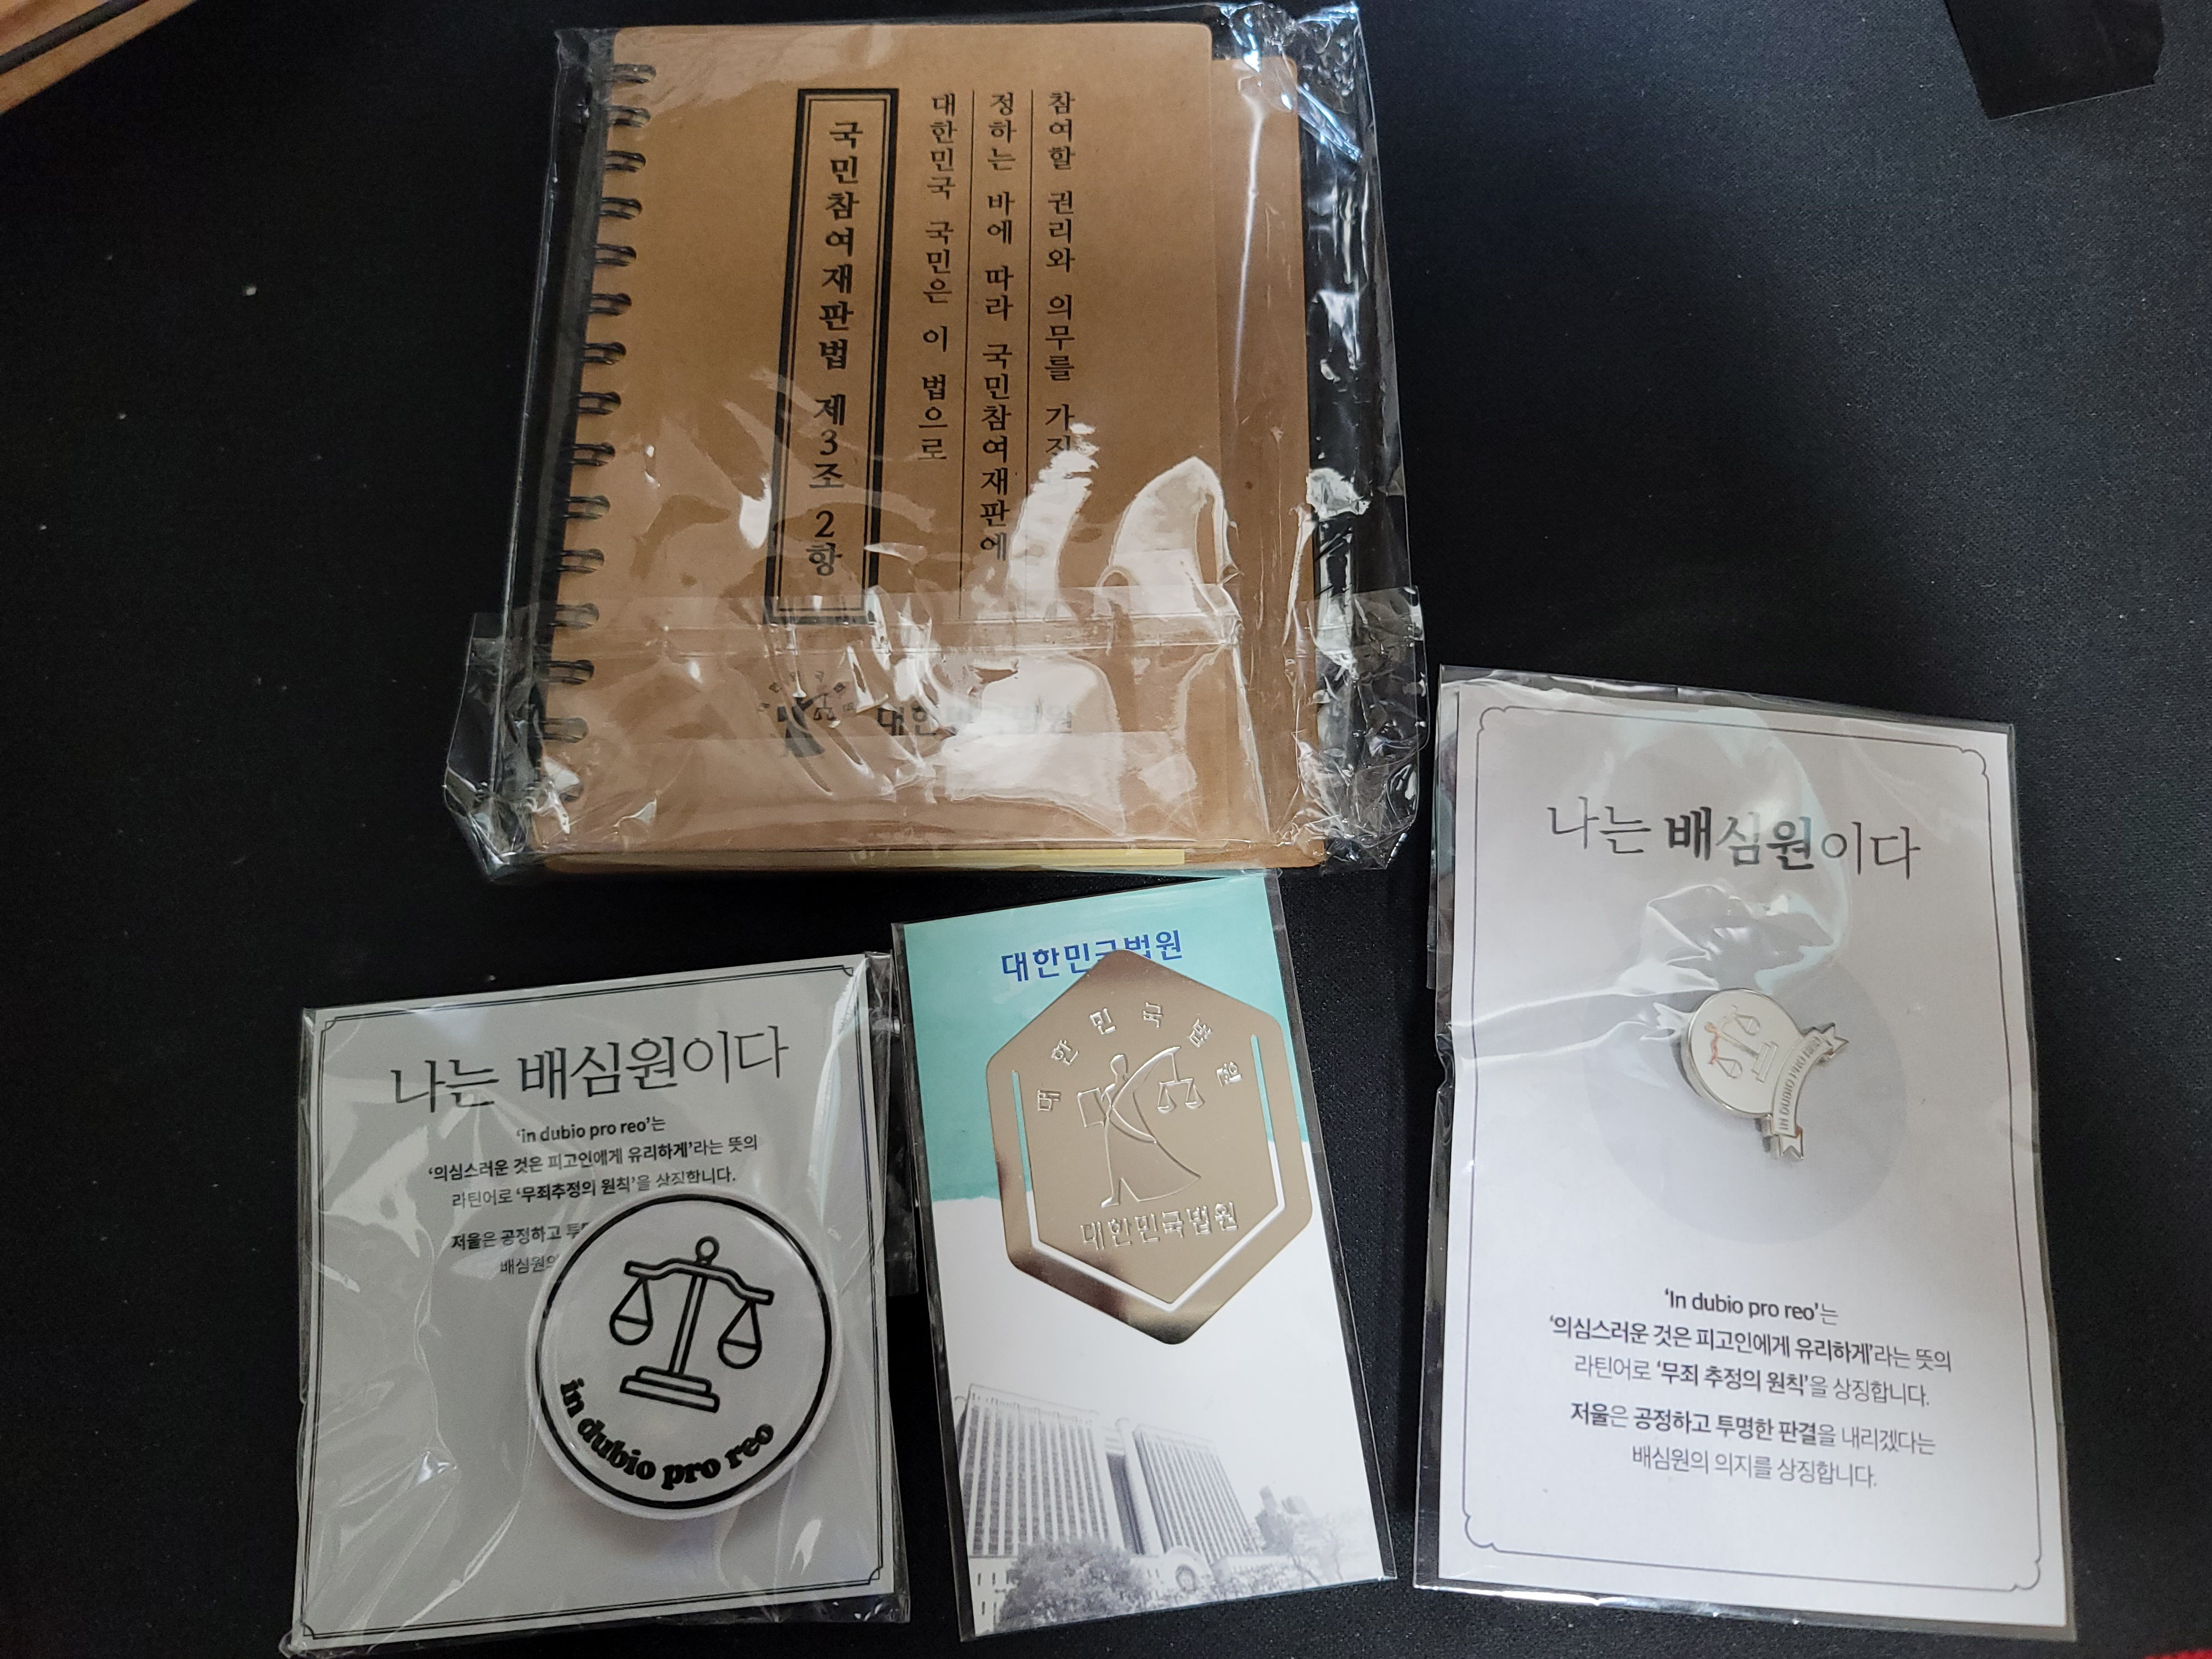 국민참여재판법 제3조 2항
대한민국 국민은 이 법으로
정하는 바에 따라 국민참여재판에
참여할 권리와 의무를
대한민국법원
나는 배심원이다
'in dubio pro reo'는
'의심스러운 것은 피고인에게 유리하게'라는 뜻의
라틴어로 '무죄추정의 원칙'을 상징합니다.
저울은 공정하고
in dubio pro reo
대한민국법원
대한민국법원
대한민국법원
나는 배심원이다
IN DUBIO PRO REO
'In dubio pro reo'는
'의심스러운 것은 피고인에게 유리하게'라는 뜻의
라틴어로 '무죄 추정의 원칙'을 상징합니다.
저울은 공정하고 투명한 판결을 내리겠다는
배심원의 의지를 상징합니다.